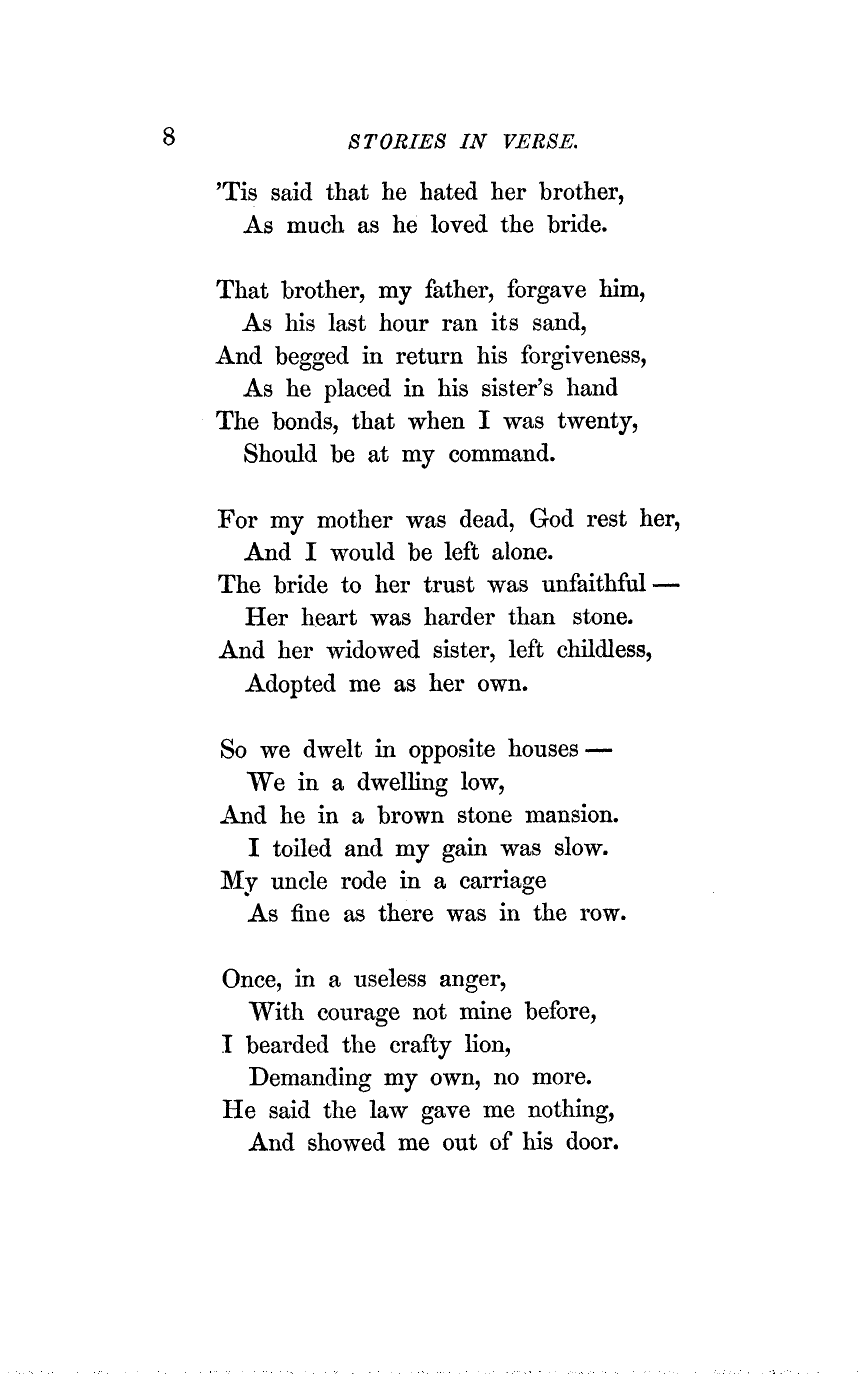 8 STORIES IN VERSE.
’Tis said that he hated her brother,
As much as he loved the bride.
That brother, my father, forgave him,
As his last hour ran its sand,
And begged in return his forgiveness,
As he placed in his sister’s hand
The bonds, that when I was twenty,
Should be at my command.
For my mother was dead, God rest her,
And I would be left alone.
The bride to her trust was unfaithful —
Her heart was harder than stone.
And her widowed sister, left childless,
Adopted me as her own.
So we dwelt in opposite houses —
We in a dwelling low,
And he in a brown stone mansion.
I toiled and my gain was slow.
My uncle rode in a carriage
As fine as there was in the row.
Once, in a useless anger,
With courage not mine before,
I bearded the crafty lion,
Demanding my own, no more.
He said the law gave me nothing,
And showed me out of his door.